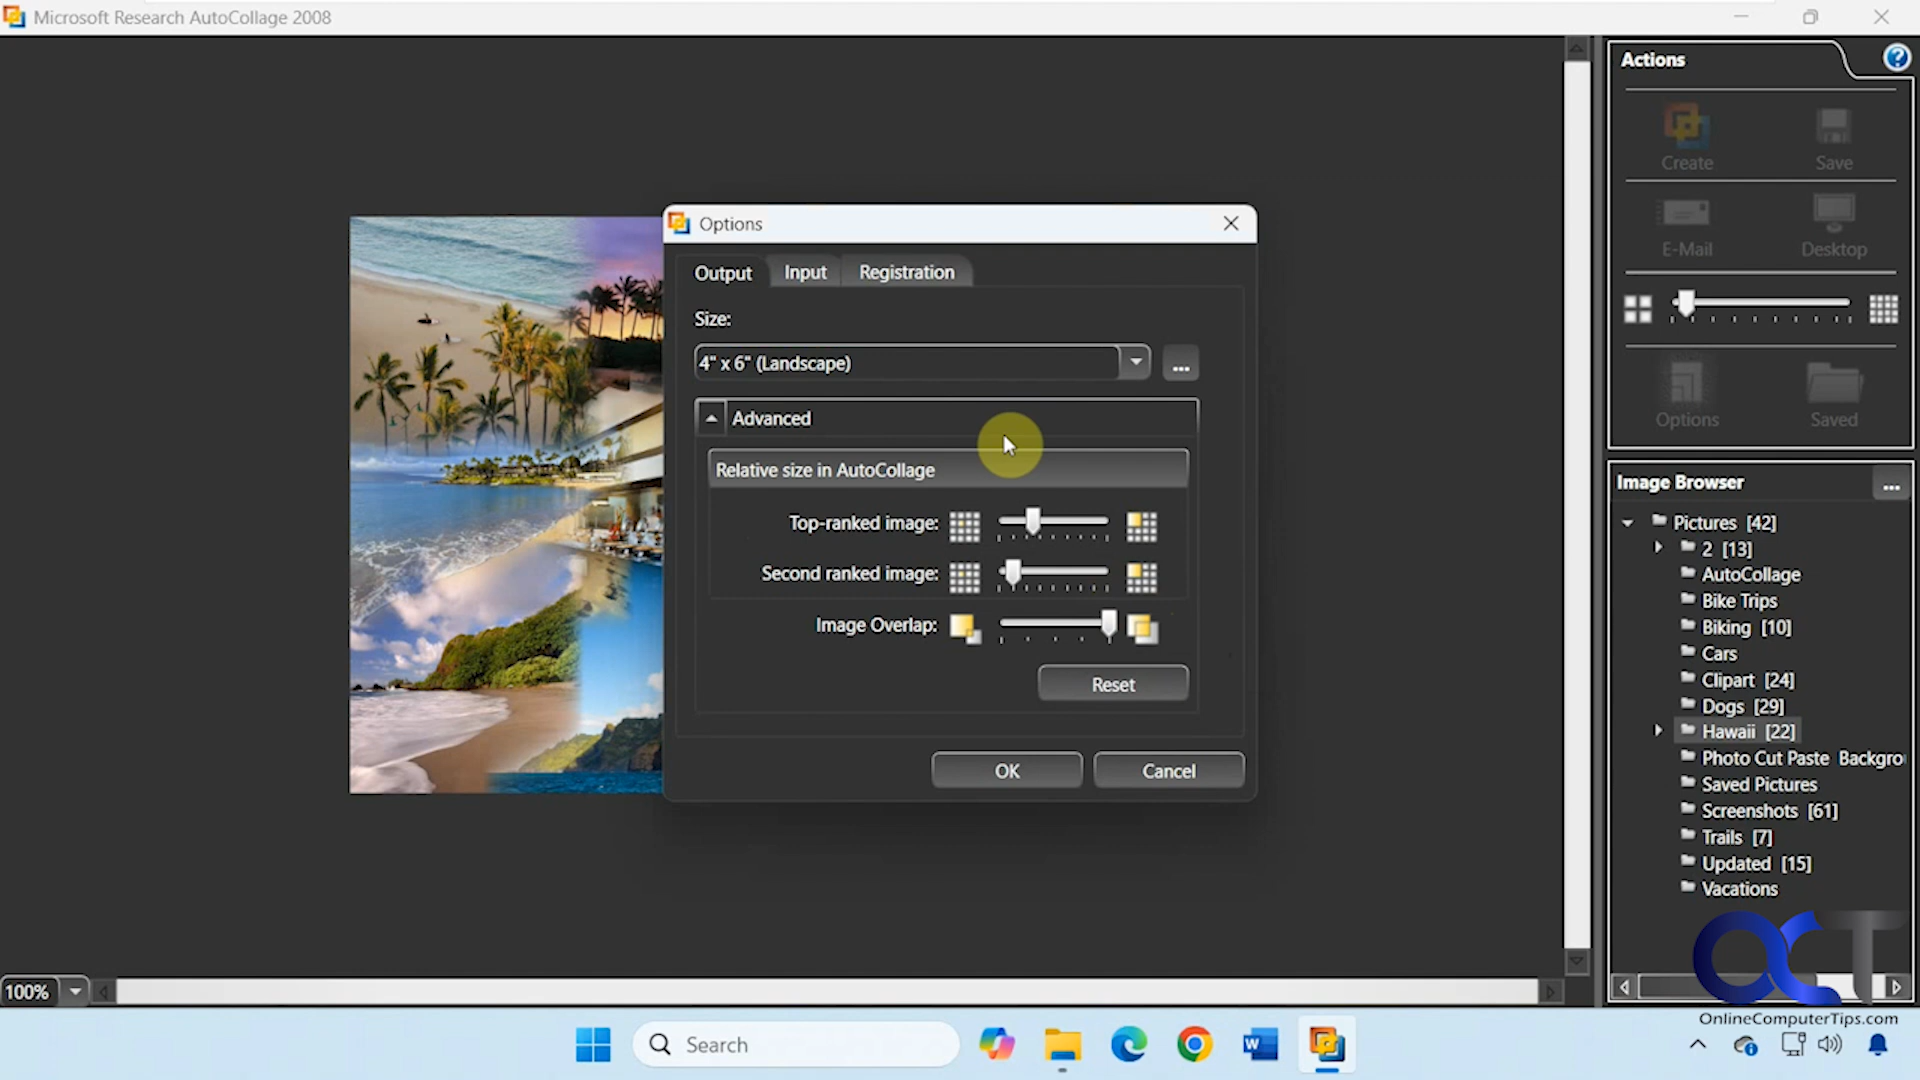 Microsoft Research AutoCollage 2008
Actions
Create
Save
E-Mail
Desktop
Options
Saved
Options
Output
Input
Registration
Size:
4" x 6" (Landscape)
...
Advanced
Relative size in AutoCollage
Top-ranked image:
Second ranked image:
Image Overlap:
Reset
OK
Cancel
Image Browser
...
Pictures [42]
2 [13]
AutoCollage
Bike Trips
Biking [10]
Cars
Clipart [24]
Dogs [29]
Hawaii [22]
Photo Cut Paste Backgro
Saved Pictures
Screenshots [61]
Trails [7]
Updated [15]
Vacations
100%
OCT
OnlineComputerTips.com
Search